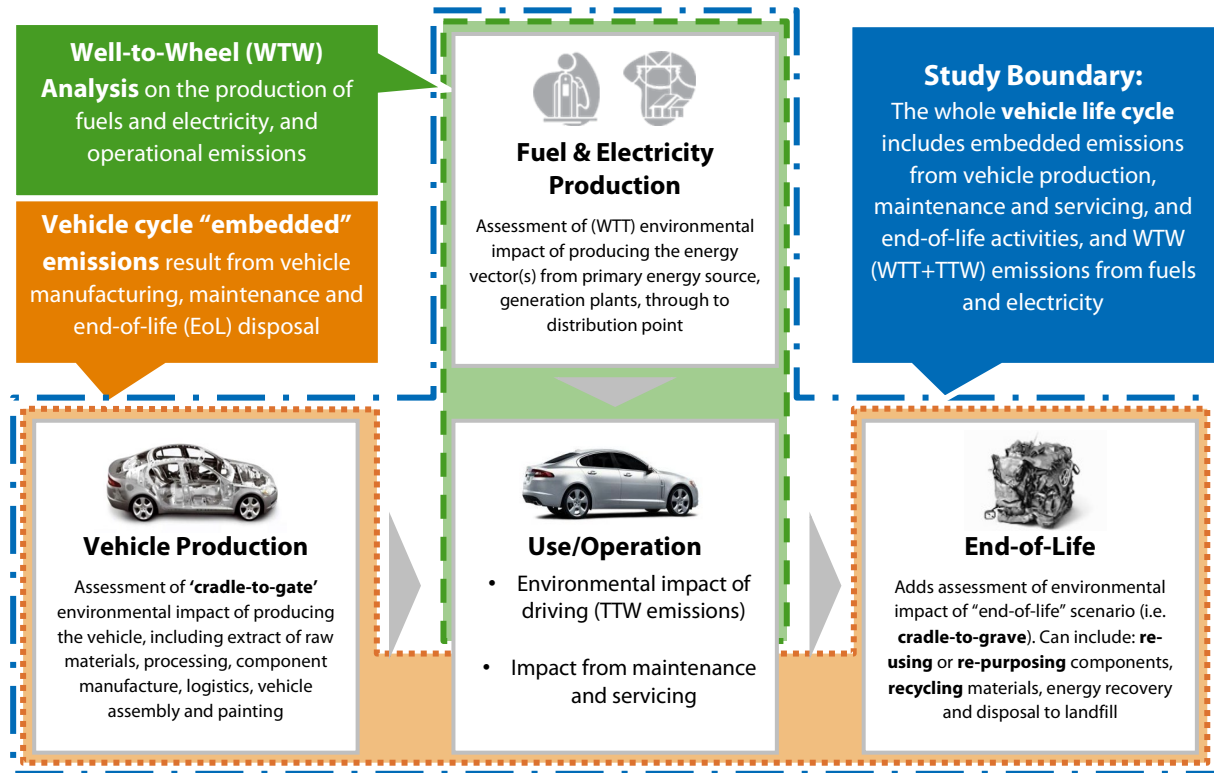 Well-to-Wheel (WTW)
Analysis on the production of
fuels and electricity, and
operational emissions
Vehicle cycle “embedded”
emissions result from vehicle
manufacturing, maintenance and
end-of-life (EoL) disposal
Fuel & Electricity
Production
Assessment of (WTT) environmental
impact of producing the energy
vector(s) from primary energy source,
generation plants, through to
distribution point
Study Boundary:
The whole vehicle life cycle
includes embedded emissions
from vehicle production,
maintenance and servicing, and
end-of-life activities, and WTW
(WTT+TTW) emissions from fuels
and electricity
Vehicle Production
Assessment of ‘cradle-to-gate’
environmental impact of producing
the vehicle, including extract of raw
materials, processing, component
manufacture, logistics, vehicle
assembly and painting
Use/Operation
• Environmental impact of
driving (TTW emissions)
• Impact from maintenance
and servicing
End-of-Life
Adds assessment of environmental
impact of “end-of-life” scenario (i.e.
cradle-to-grave). Can include: re-
using or re-purposing components,
recycling materials, energy recovery
and disposal to landfill